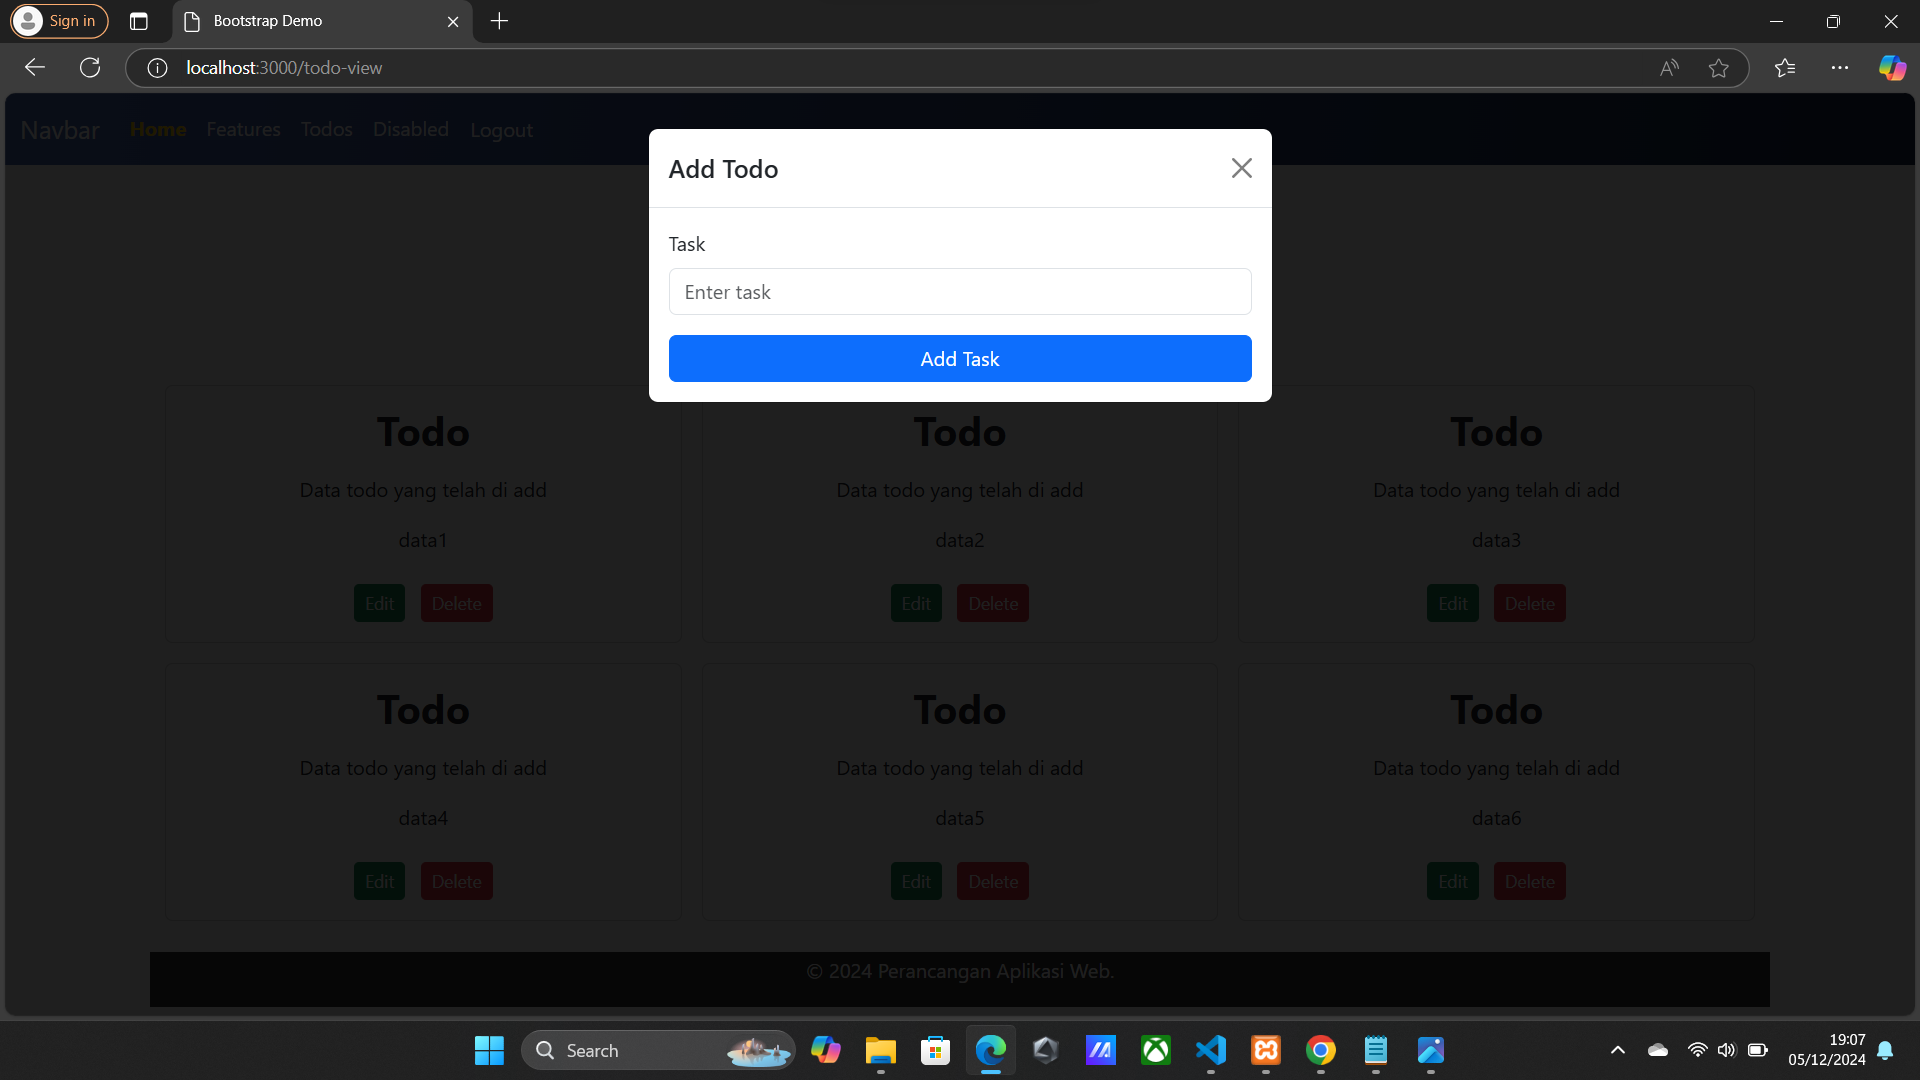 Sign in
Bootstrap Demo
localhost:3000/todo-view
Navbar Home Features Todos Disabled Logout
Add Todo
Task
Enter task
Add Task
Todo Todo Todo
Data todo yang telah di add Data todo yang telah di add Data todo yang telah di add
data1 data2 data3
Edit Delete Edit Delete Edit Delete
Todo Todo Todo
Data todo yang telah di add Data todo yang telah di add Data todo yang telah di add
data4 data5 data6
Edit Delete Edit Delete Edit Delete
© 2024 Perancangan Aplikasi Web.
Search
19:07
05/12/2024